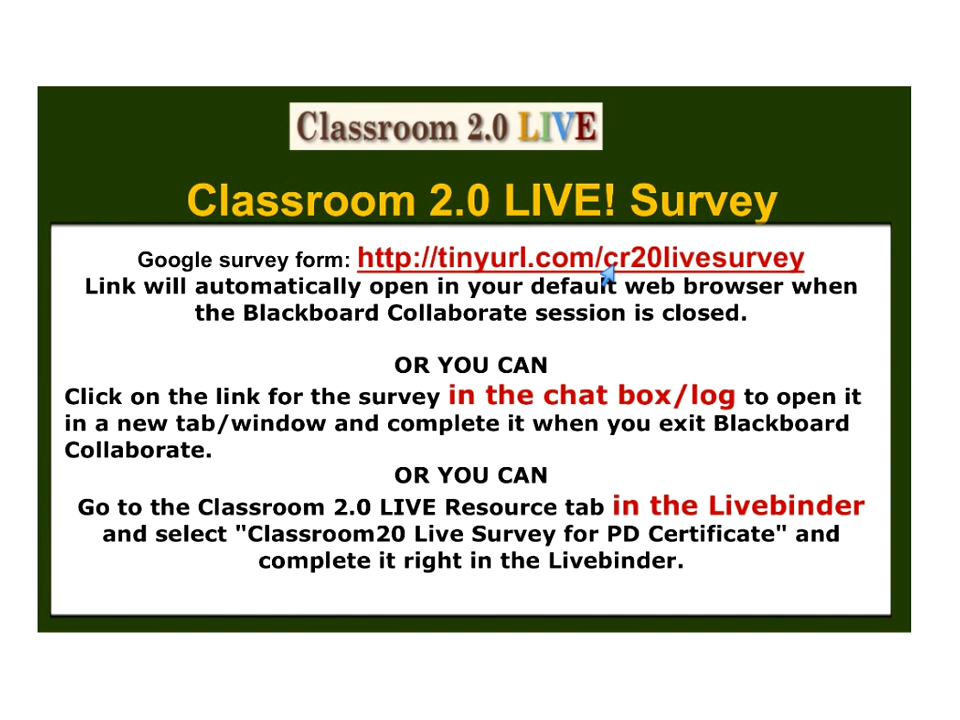 Classroom 2.0 LIVE
Classroom 2.0 LIVE! Survey
Google survey form: http://tinyurl.com/cr20livesurvey
Link will automatically open in your default web browser when
the Blackboard Collaborate session is closed.
OR YOU CAN
Click on the link for the survey in the chat box/log to open it
in a new tab/window and complete it when you exit Blackboard
Collaborate.
OR YOU CAN
Go to the Classroom 2.0 LIVE Resource tab in the Livebinder
and select "Classroom20 Live Survey for PD Certificate" and
complete it right in the Livebinder.